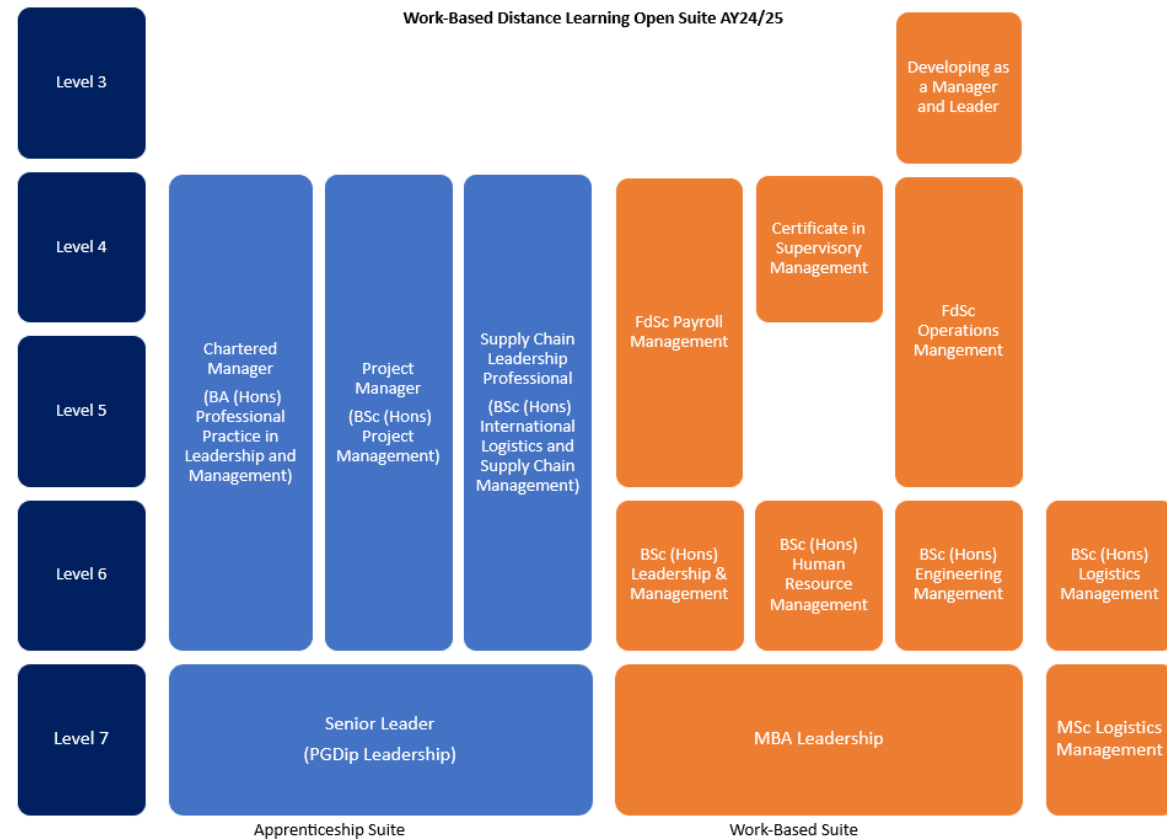 Work-Based Distance Learning Open Suite AY24/25
Level 3
Developing as
a Manager
and Leader
Level 4
Level 5
Chartered
Manager
(BA (Hons)
Professional
Practice in
Leadership and
Management)
Project
Manager
(BSc (Hons)
Project
Management)
Supply Chain
Leadership
Professional
(BSc (Hons)
International
Logistics and
Supply Chain
Management)
FdSc Payroll
Management
Certificate in
Supervisory
Management
FdSc
Operations
Mangement
Level 6
BSc (Hons)
Leadership &
Management
BSc (Hons)
Human
Resource
Management
BSc (Hons)
Engineering
Mangement
BSc (Hons)
Logistics
Management
Level 7
Senior Leader
(PGDip Leadership)
MBA Leadership
MSc Logistics
Management
Apprenticeship Suite
Work-Based Suite